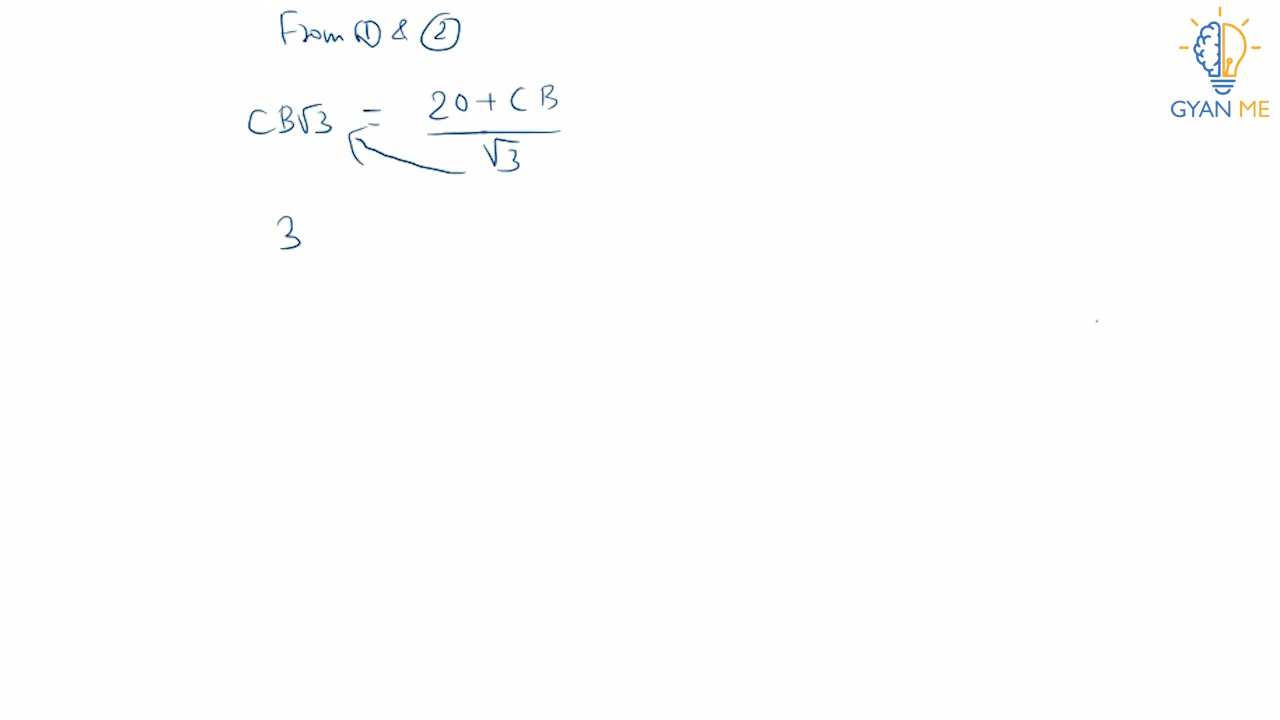 From ① & ②
CB√3 = (20 + CB)/√3
3
GYAN ME